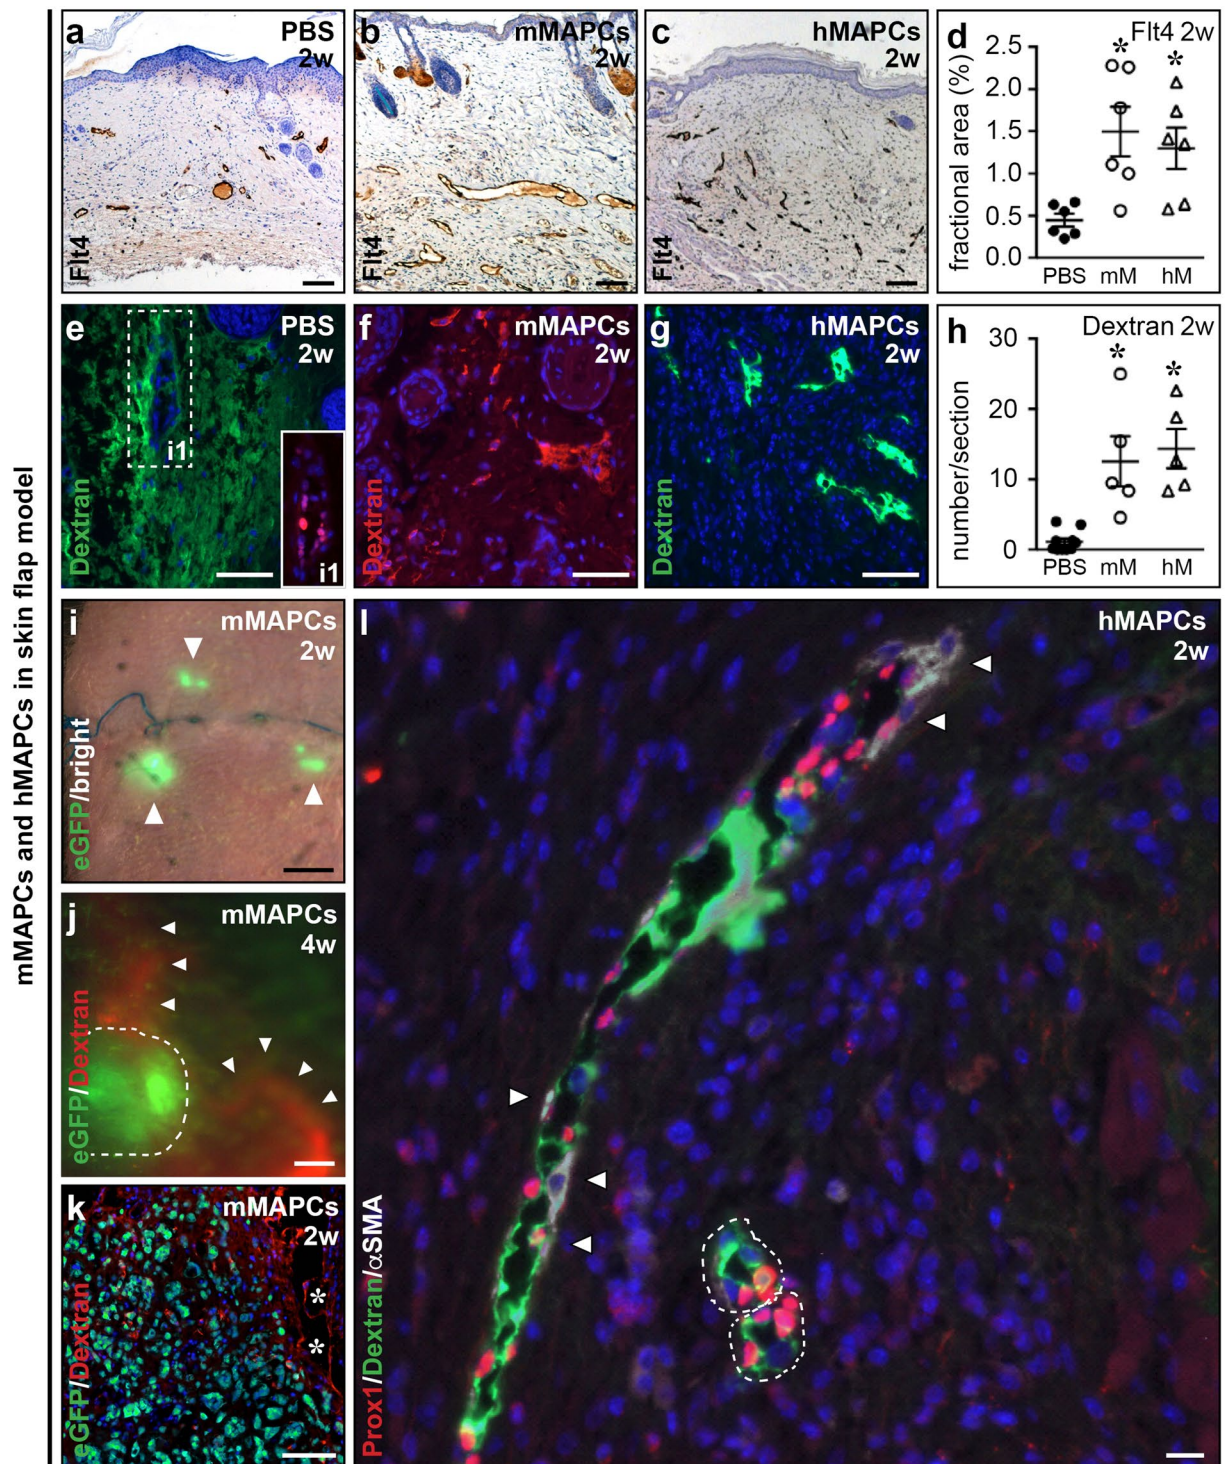 mMAPCs and hMAPCs in skin flap model
a
PBS
2w
Flt4
b
mMAPCs
2w
Flt4
c
hMAPCs
2w
Flt4
d
Flt4 2w
fractional area (%)
2.5
2.0
1.5
1.0
0.5
0.0
* *
PBS mM hM
e
PBS
2w
i1
i1
Dextran
f
mMAPCs
2w
Dextran
g
hMAPCs
2w
Dextran
h
Dextran 2w
number/section
30
20
10
0
* *
PBS mM hM
i
mMAPCs
2w
eGFP/bright
j
mMAPCs
4w
eGFP/Dextran
k
mMAPCs
2w
*
*
eGFP/Dextran
l
hMAPCs
2w
Prox1/Dextran/αSMA